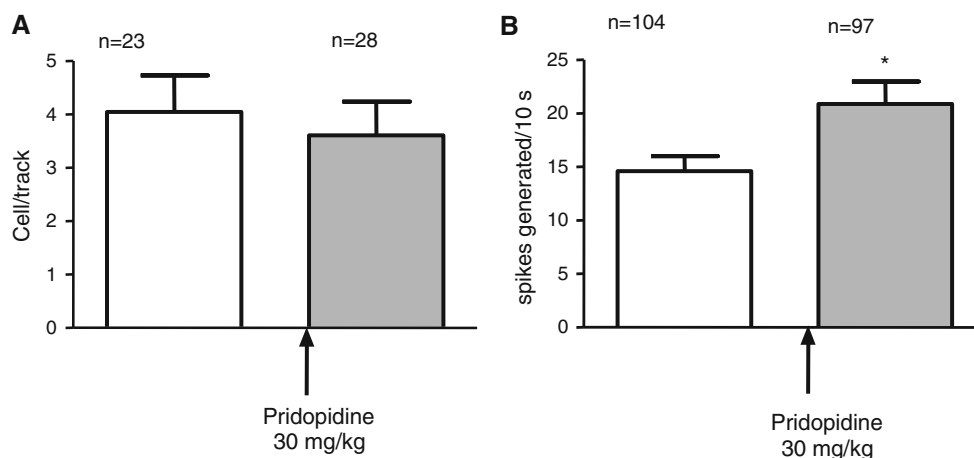 A
n=23
n=28
5
4
3
2
1
0
Cell/track
Pridopidine
30 mg/kg
B
n=104
n=97
*
25
20
15
10
5
0
spikes generated/10 s
Pridopidine
30 mg/kg